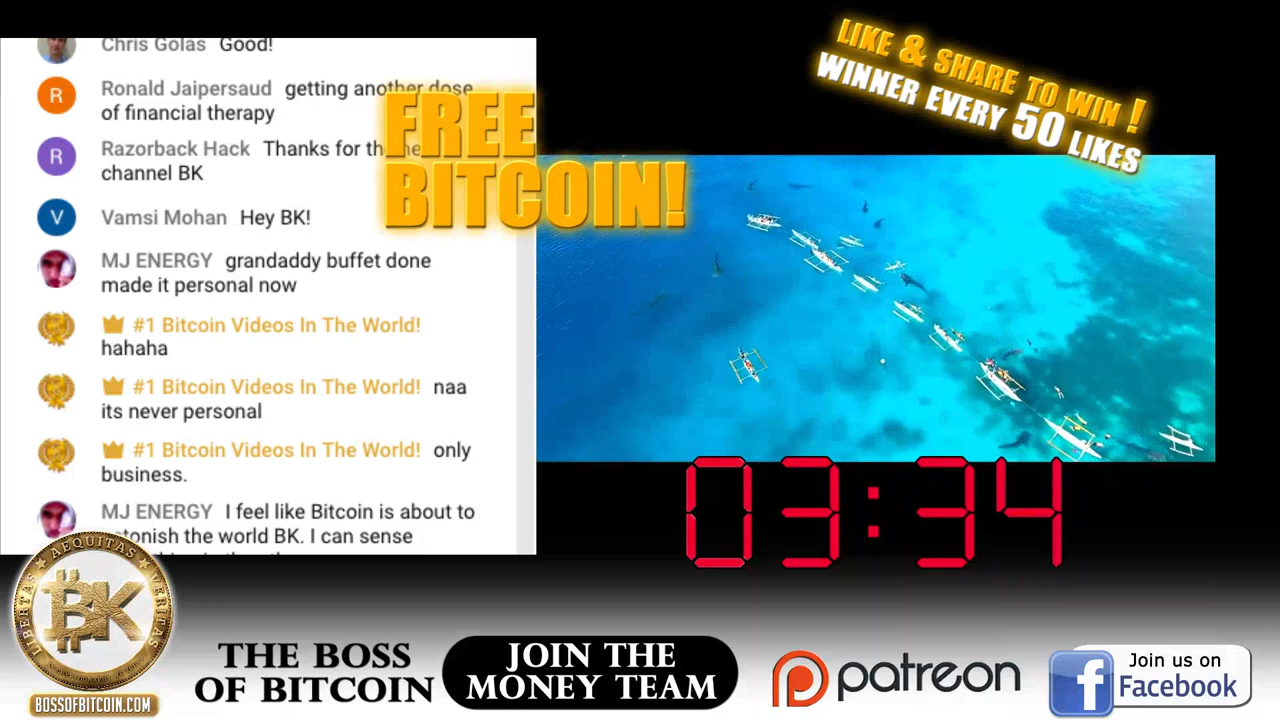 Chris Golas Good!
Ronald Jaipersaud getting another dose
of financial therapy
Razorback Hack Thanks for
channel BK
Vamsi Mohan Hey BK!
MJ ENERGY grandaddy buffet done
made it personal now
#1 Bitcoin Videos In The World!
hahaha
#1 Bitcoin Videos In The World! naa
its never personal
#1 Bitcoin Videos In The World! only
business.
MJ ENERGY I feel like Bitcoin is about to
the world BK. I can sense
FREE
BITCOIN!
LIKE & SHARE TO WIN !
WINNER EVERY 50 LIKES
03:34
R
R
V
AEQUITAS
LIBERTAS
VERITAS
BK
BOSSOFBITCOIN.COM
THE BOSS
OF BITCOIN
JOIN THE
MONEY TEAM
patreon
Join us on
Facebook